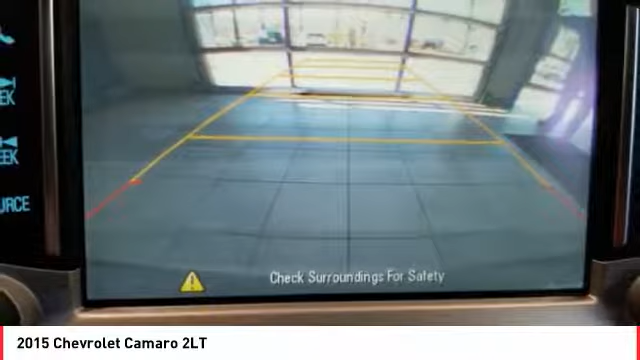 EEK
EEK
URCE
Check Surroundings For Safety
2015 Chevrolet Camaro 2LT